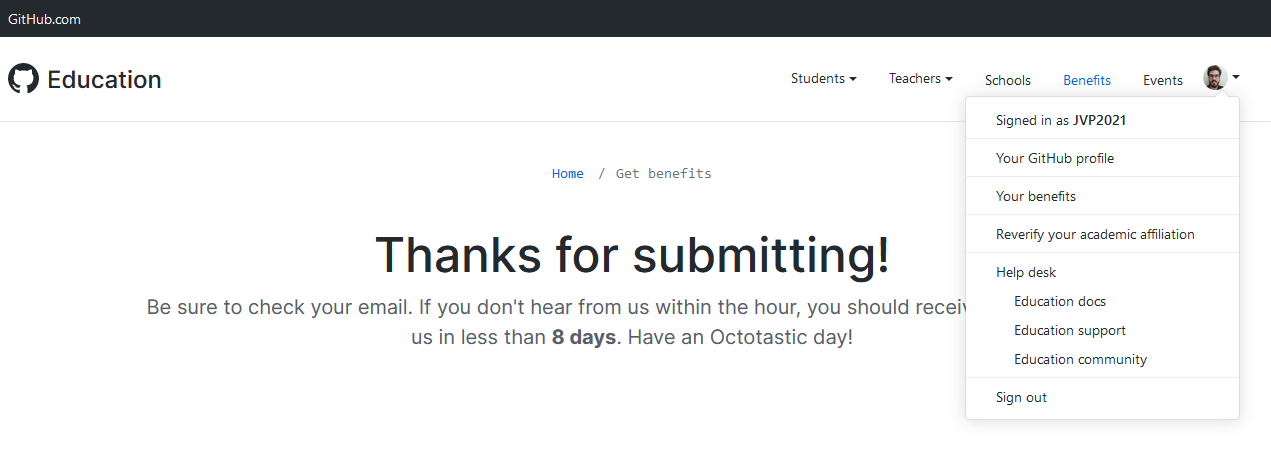 GitHub.com
Education
Students
Teachers
Schools
Benefits
Events
Signed in as JVP2021
Your GitHub profile
Your benefits
Reverify your academic affiliation
Help desk
Education docs
Education support
Education community
Sign out
Home / Get benefits
Thanks for submitting!
Be sure to check your email. If you don't hear from us within the hour, you should
us in less than 8 days. Have an Octotastic day!